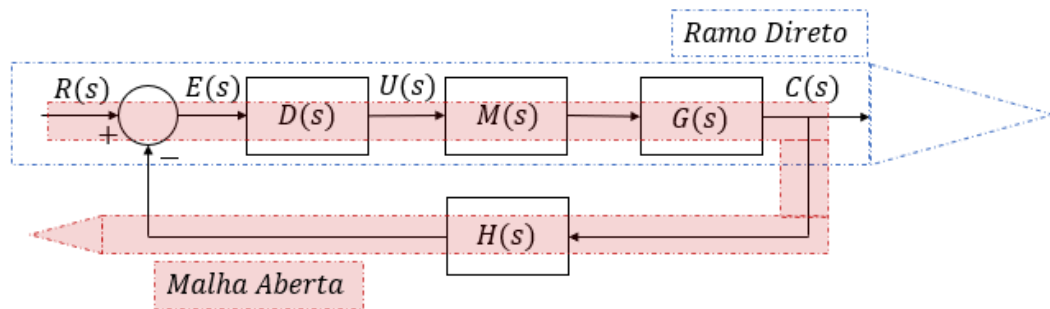 Ramo Direto
R(s)
E(s)
U(s)
C(s)
D(s)
M(s)
G(s)
+
−
H(s)
Malha Aberta